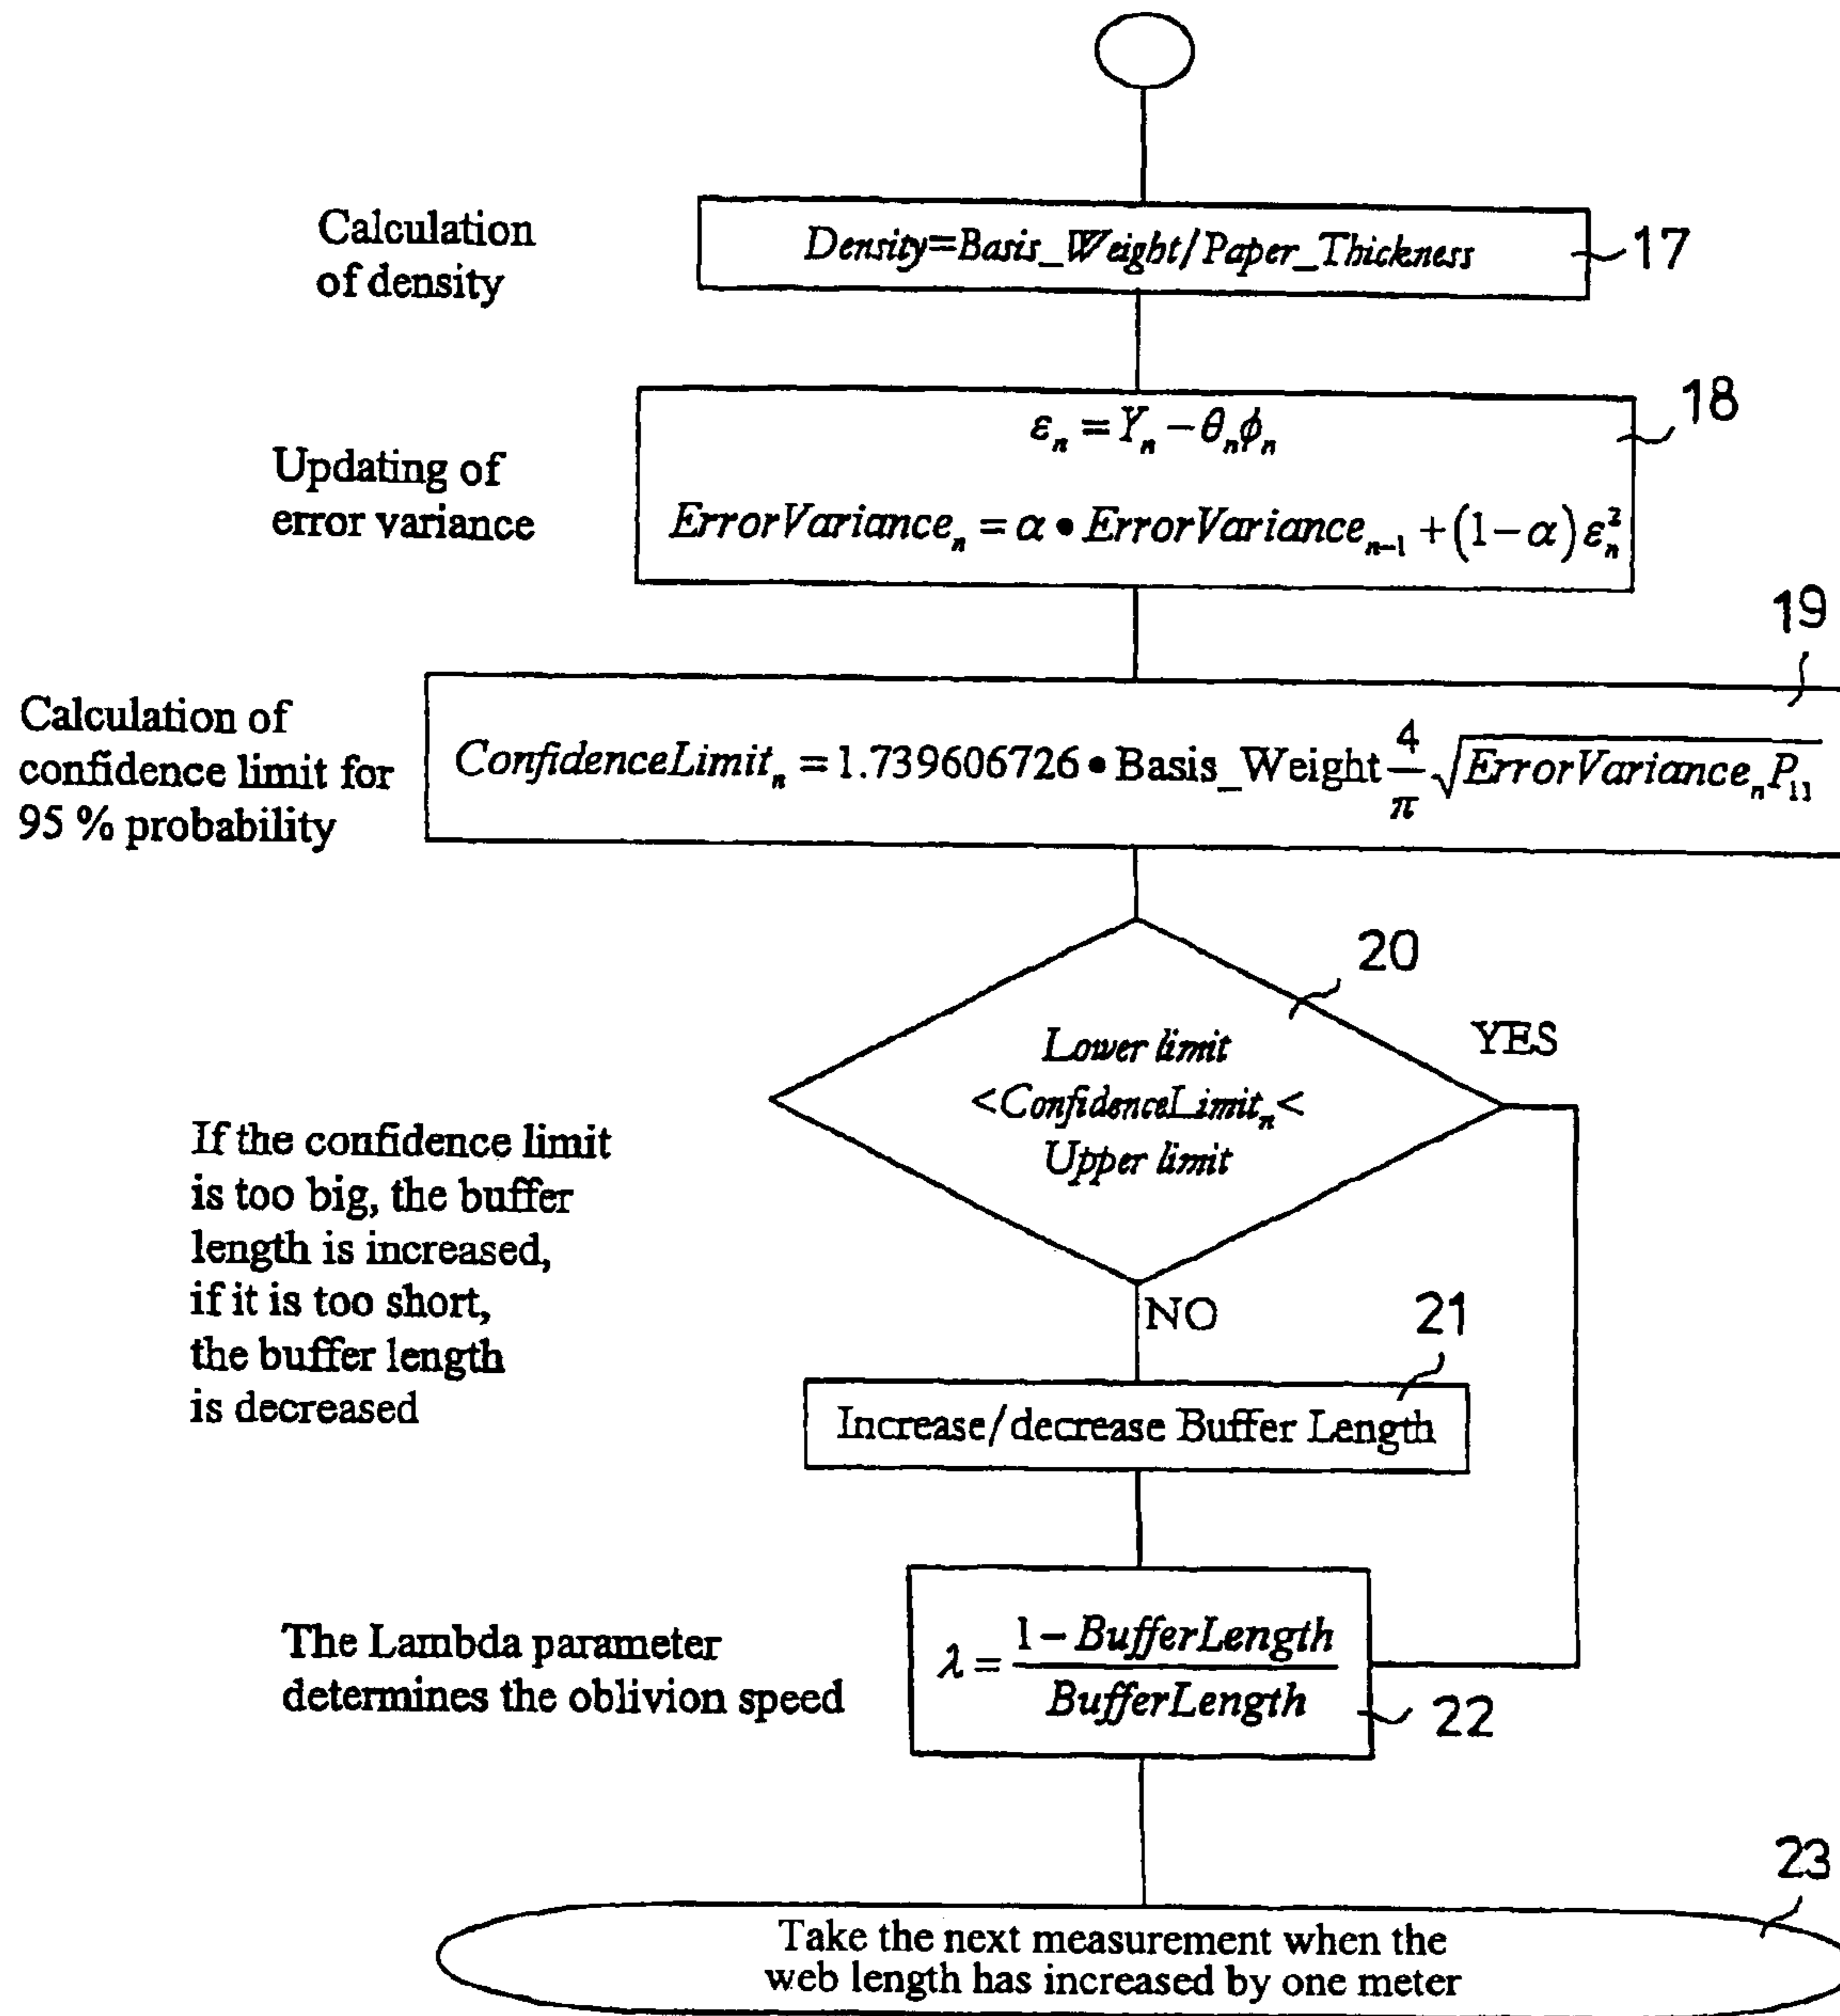 Calculation
of density
Density=Basis_Weight/Paper_Thickness
17
18
Updating of
error variance
εₙ = Yₙ − θₙϕₙ
ErrorVarianceₙ = α • ErrorVarianceₙ₋₁ + (1−α) εₙ²
19
Calculation of
confidence limit for
95 % probability
ConfidenceLimitₙ = 1.739606726 • Basis_Weight 4/π √(ErrorVarianceₙP₁₁)
20
YES
Lower limit
<ConfidenceLimitₙ<
Upper limit
If the confidence limit
is too big, the buffer
length is increased,
if it is too short,
the buffer length
is decreased
NO
21
Increase/decrease Buffer Length
The Lambda parameter
determines the oblivion speed
λ = (1− BufferLength)/BufferLength
22
23
Take the next measurement when the
web length has increased by one meter